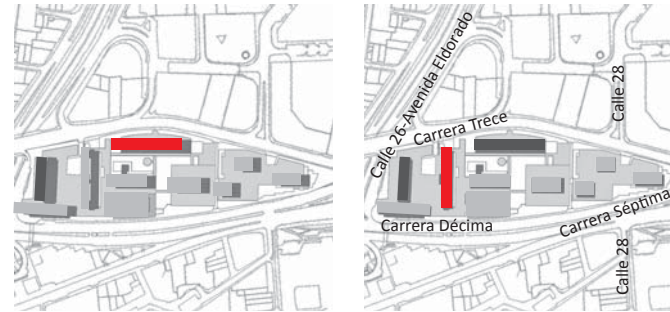 Calle 26-Avenida Eldorado
Carrera Trece
Calle 28
Carrera Séptima
Carrera Décima
Calle 28